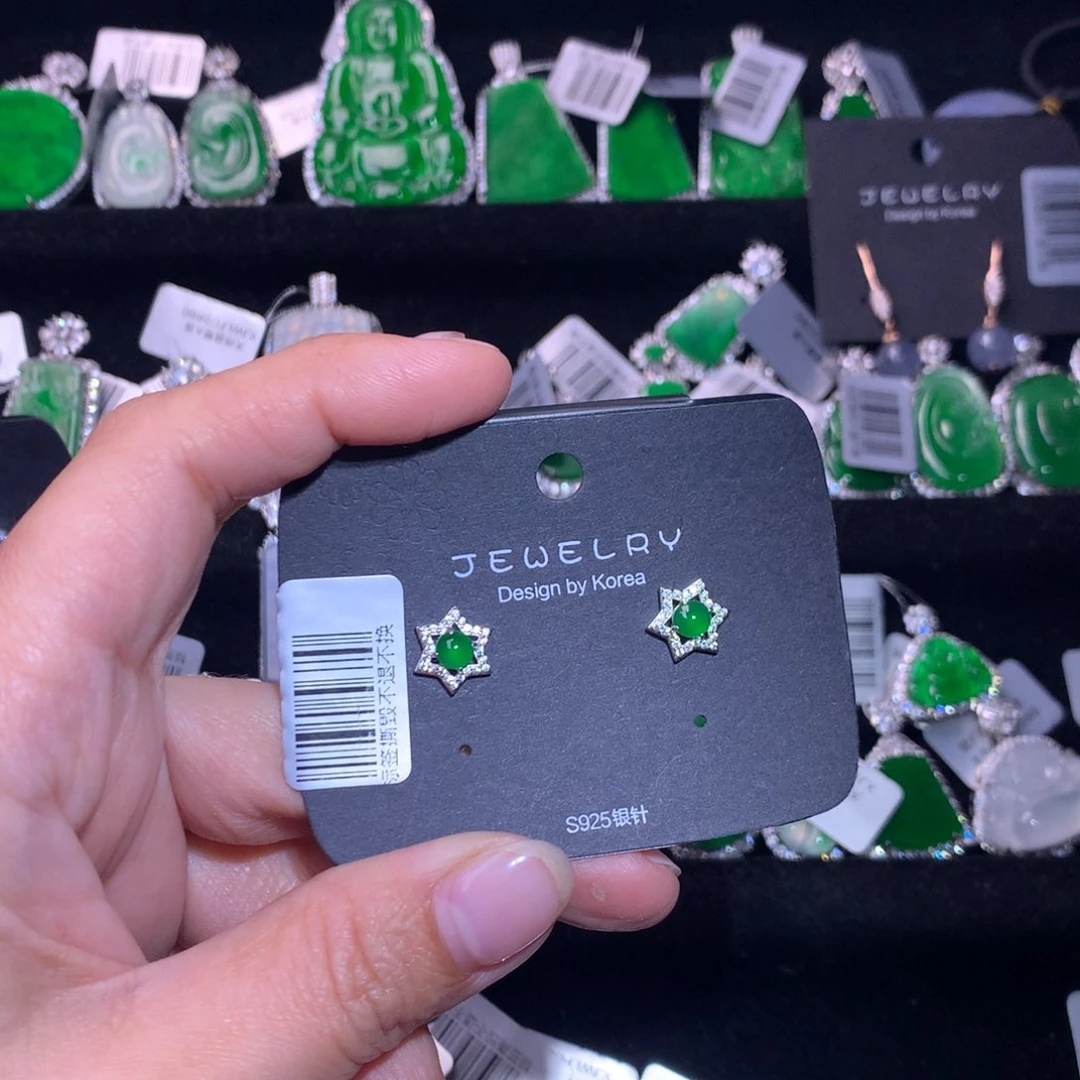 JEWELRY
Design by Korea
JEWELRY
Design by Korea
标签撕毁不退不换
S925银针